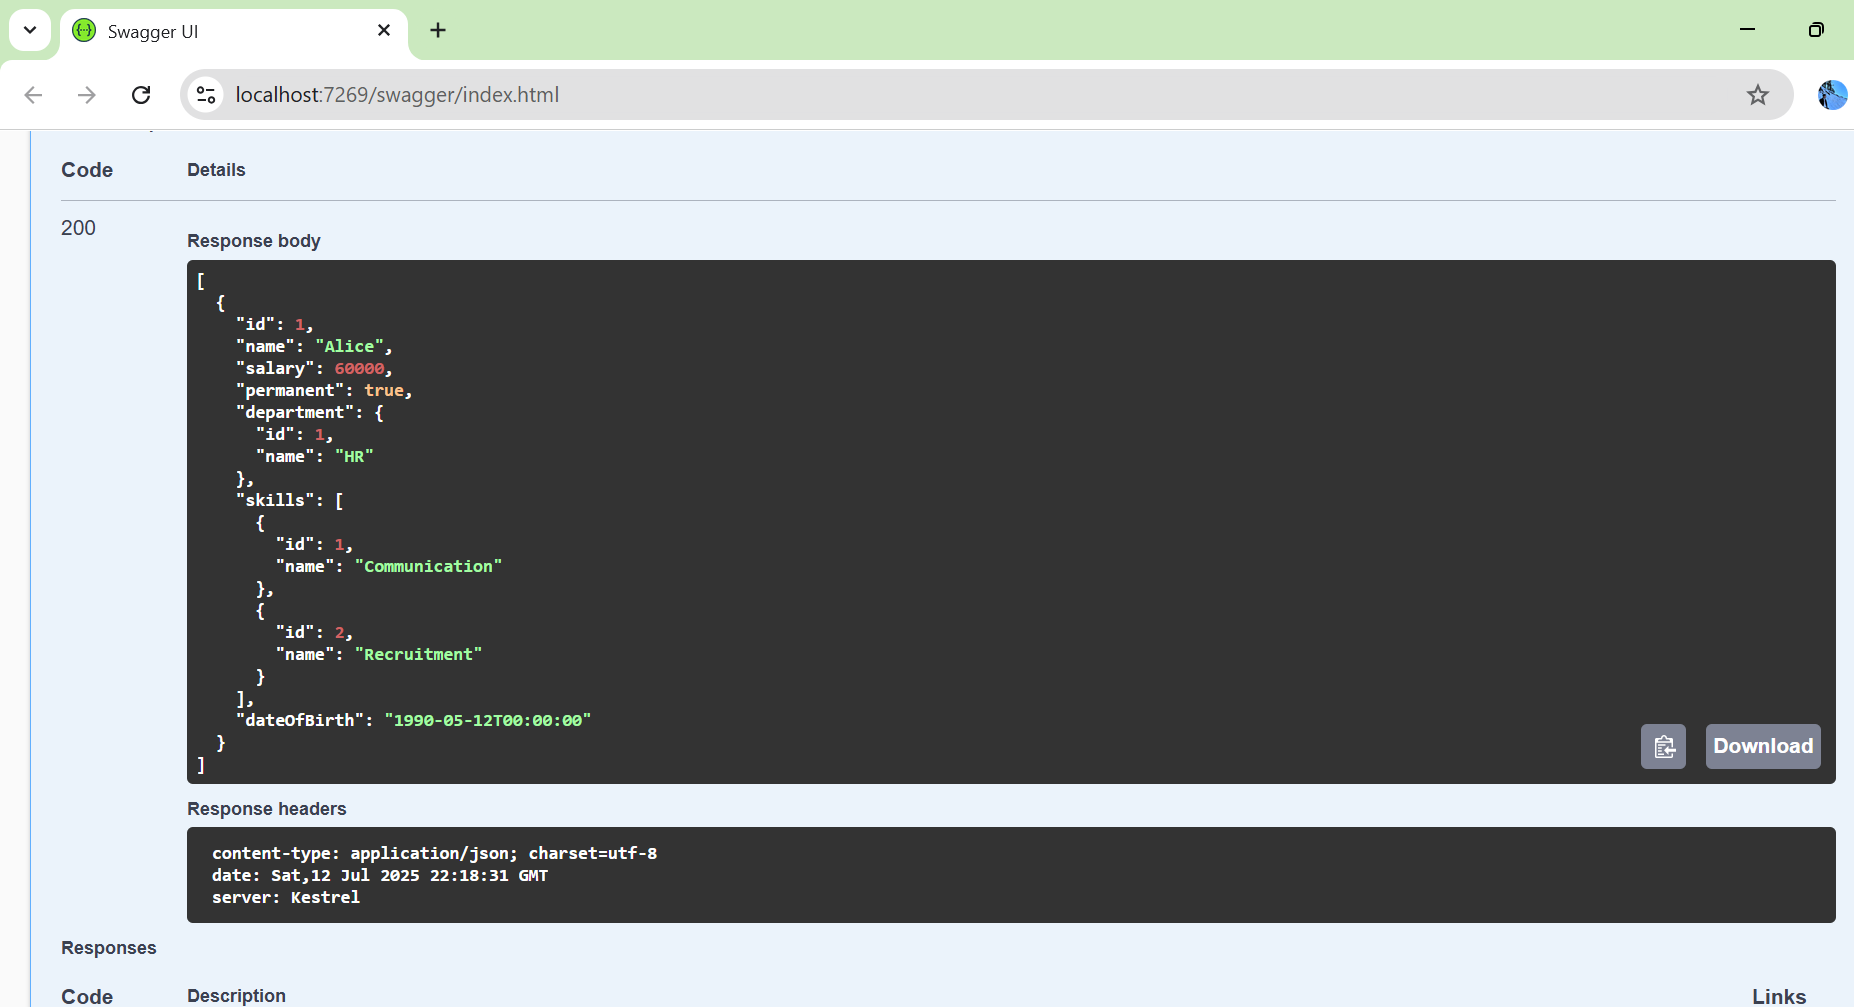 Swagger UI
localhost:7269/swagger/index.html
Code Details
200
Response body
[
  {
    "id": 1,
    "name": "Alice",
    "salary": 60000,
    "permanent": true,
    "department": {
      "id": 1,
      "name": "HR"
    },
    "skills": [
      {
        "id": 1,
        "name": "Communication"
      },
      {
        "id": 2,
        "name": "Recruitment"
      }
    ],
    "dateOfBirth": "1990-05-12T00:00:00"
  }
]
Download
Response headers
content-type: application/json; charset=utf-8
date: Sat,12 Jul 2025 22:18:31 GMT
server: Kestrel
Responses
Code Description Links